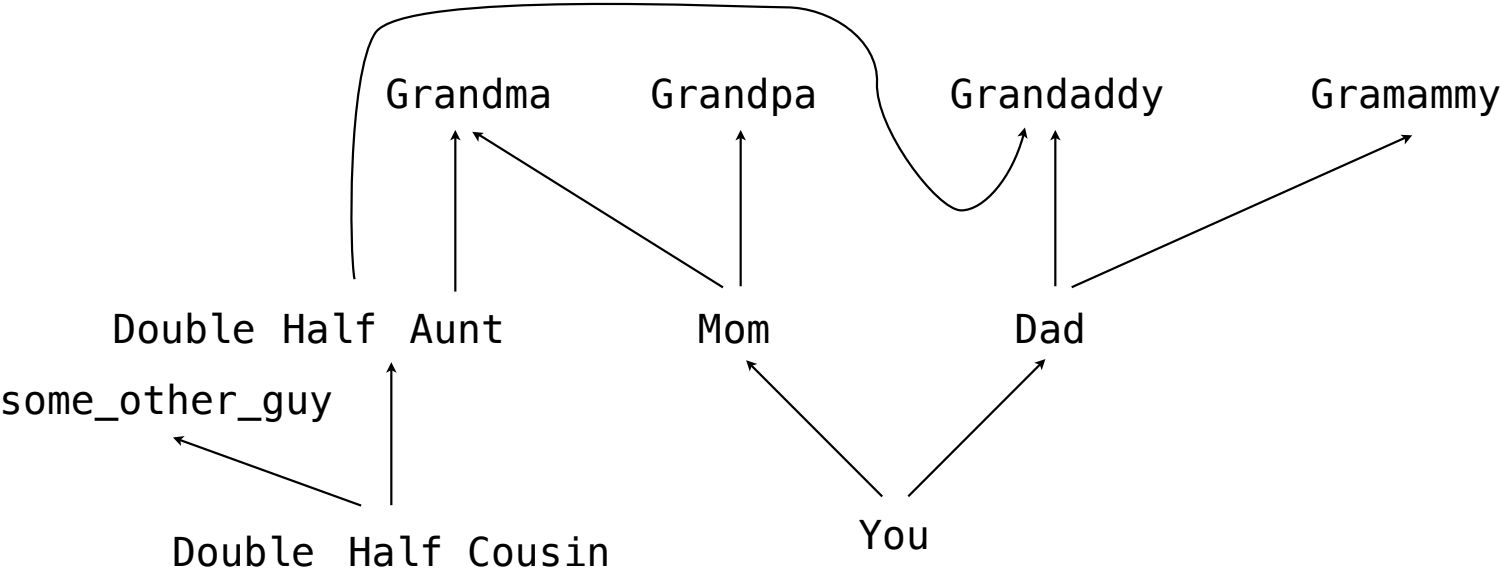 Grandma Grandpa Grandaddy Gramammy
Double Half Aunt Mom Dad
some_other_guy
You
Double Half Cousin